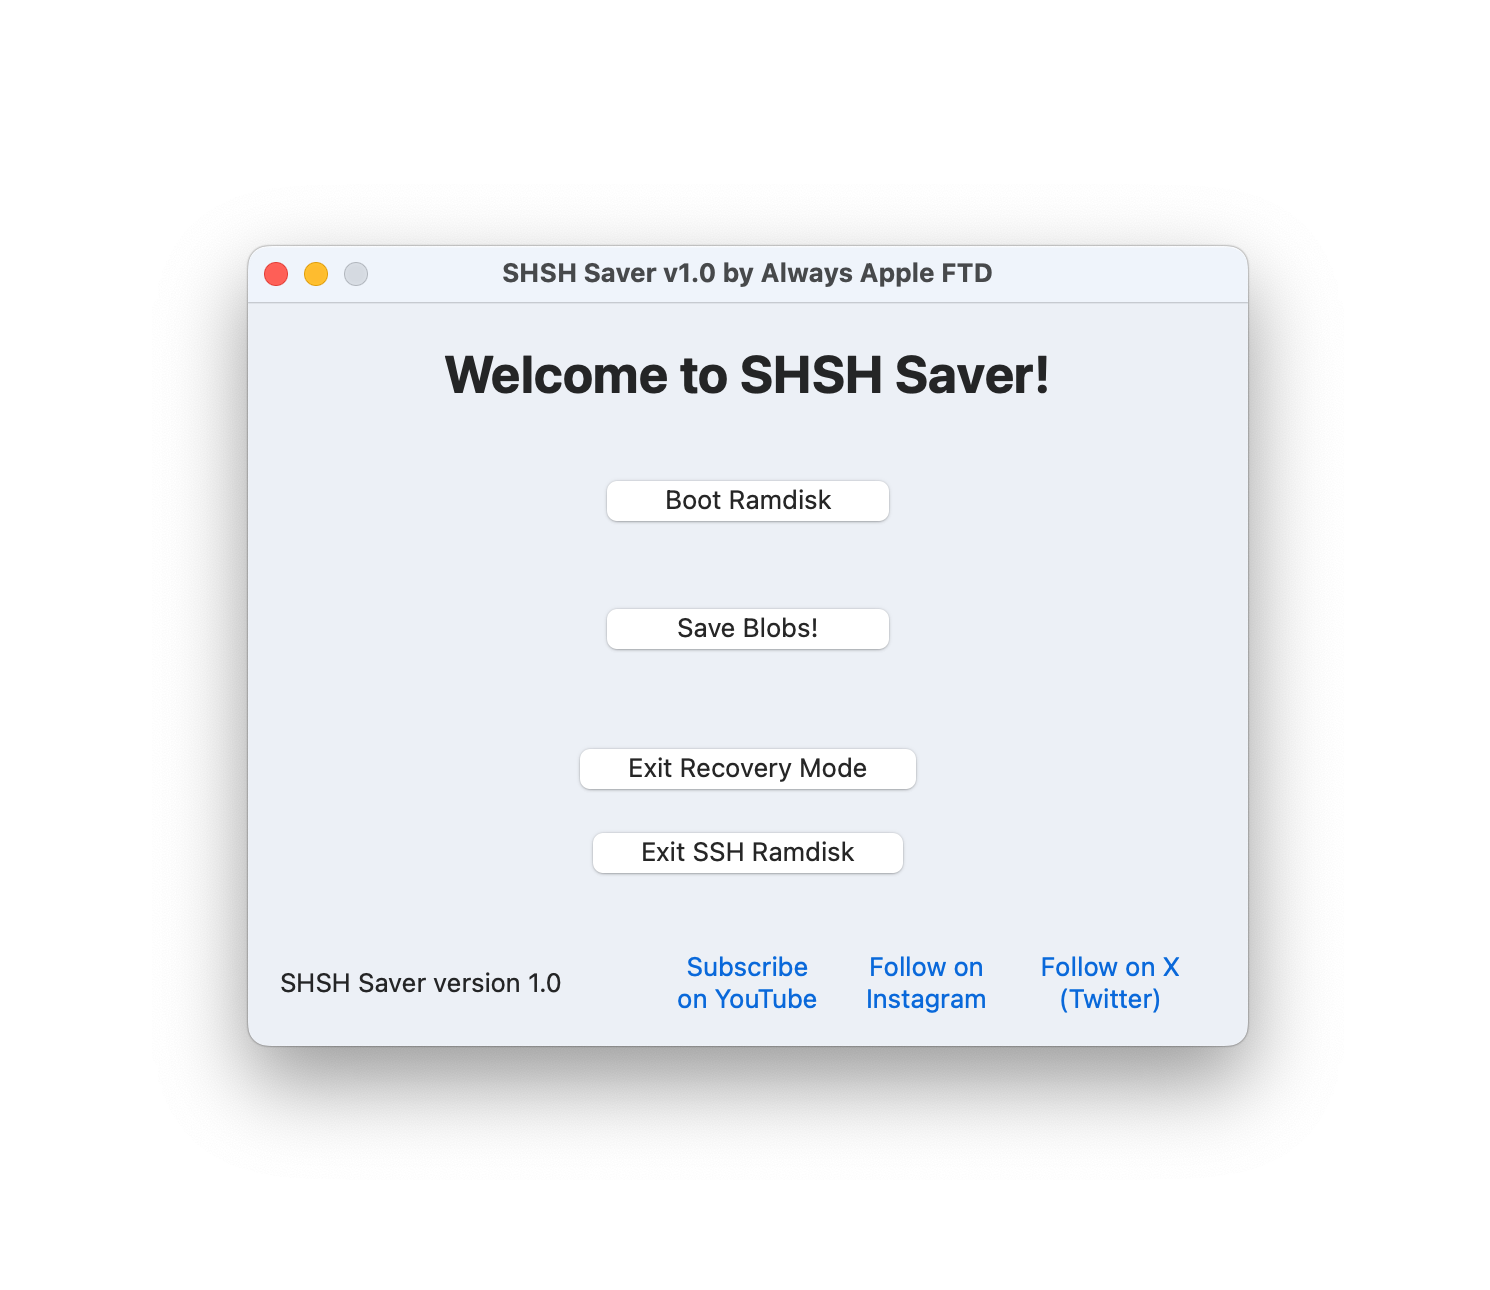 SHSH Saver v1.0 by Always Apple FTD
Welcome to SHSH Saver!
Boot Ramdisk
Save Blobs!
Exit Recovery Mode
Exit SSH Ramdisk
SHSH Saver version 1.0
Subscribe
on YouTube
Follow on
Instagram
Follow on X
(Twitter)